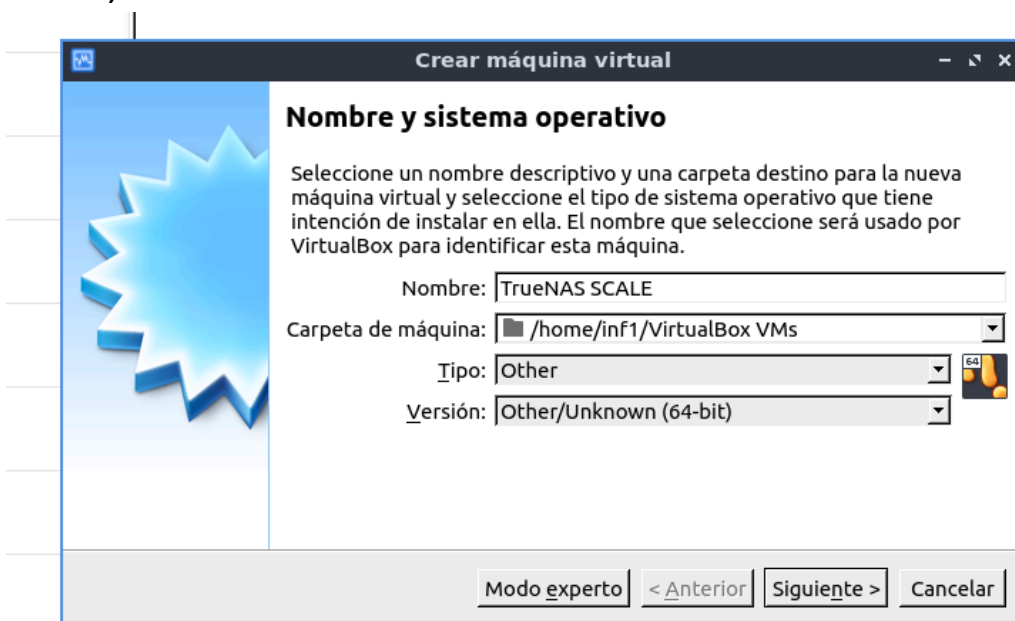 Crear máquina virtual
Nombre y sistema operativo
Seleccione un nombre descriptivo y una carpeta destino para la nueva
máquina virtual y seleccione el tipo de sistema operativo que tiene
intención de instalar en ella. El nombre que seleccione será usado por
VirtualBox para identificar esta máquina.
Nombre: TrueNAS SCALE
Carpeta de máquina: /home/inf1/VirtualBox VMs
Tipo: Other
64
Versión: Other/Unknown (64-bit)
Modo experto < Anterior Siguiente > Cancelar